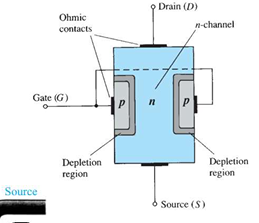 Drain (D)
Ohmic
contacts
n-channel
Gate (G)
p
n
p
Depletion
region
Depletion
region
Source
Source (S)